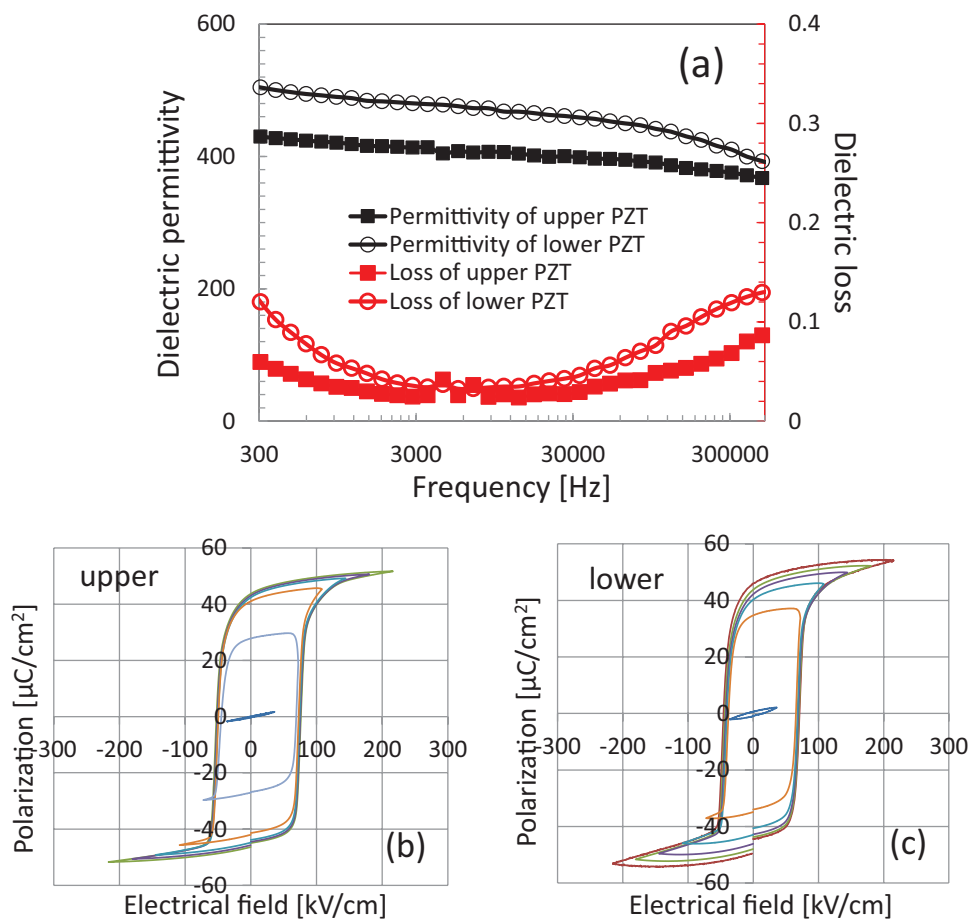 600
400
200
0
Dielectric permittivity
(a)
0.4
0.3
0.2
0.1
0
Dielectric loss
Permittivity of upper PZT
Permittivity of lower PZT
Loss of upper PZT
Loss of lower PZT
300 3000 30000 300000
Frequency [Hz]
upper
60
40
20
0
-20
-40
-60
-300 -200 -100 0 100 200 300
Polarization [µC/cm²]
Electrical field [kV/cm]
(b)
lower
60
40
20
0
-20
-40
-60
-300 -200 -100 0 100 200 300
Polarization [µC/cm²]
Electrical field [kV/cm]
(c)